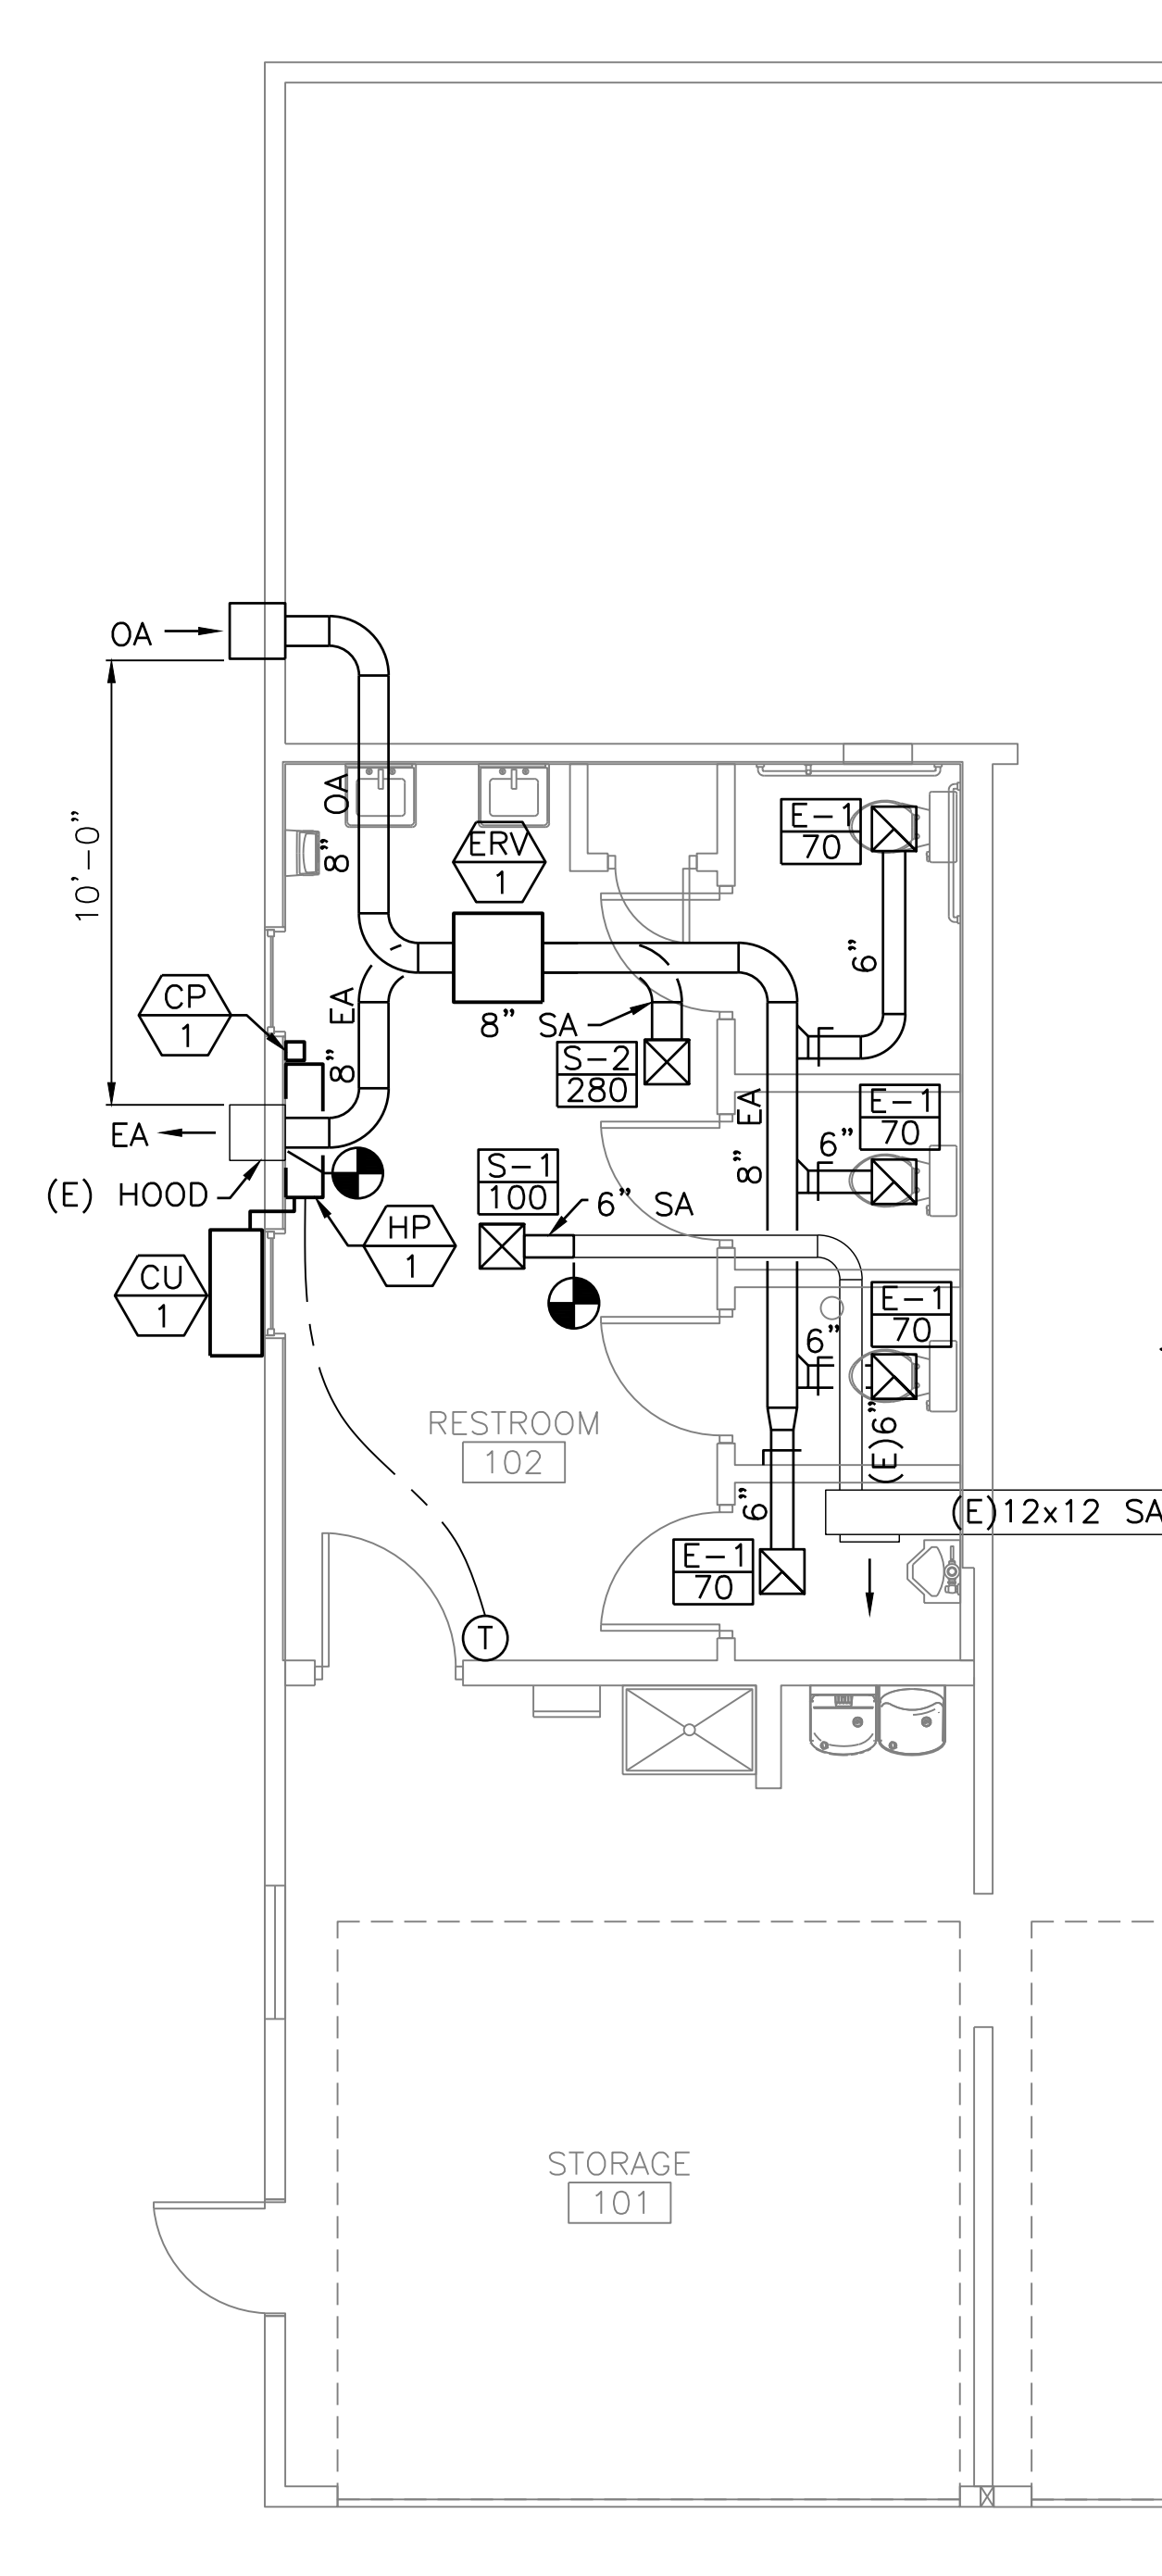 OA
10'-0"
OA
8"
ERV
1
E-1
70
6"
CP
1
EA
8"
8" SA
S-2
280
EA
8"
E-1
70
6"
EA
(E) HOOD
S-1
100
6" SA
HP
1
CU
1
E-1
70
6"
RESTROOM
102
(E)6"
(E)12x12 SA
6"
E-1
70
T
STORAGE
101